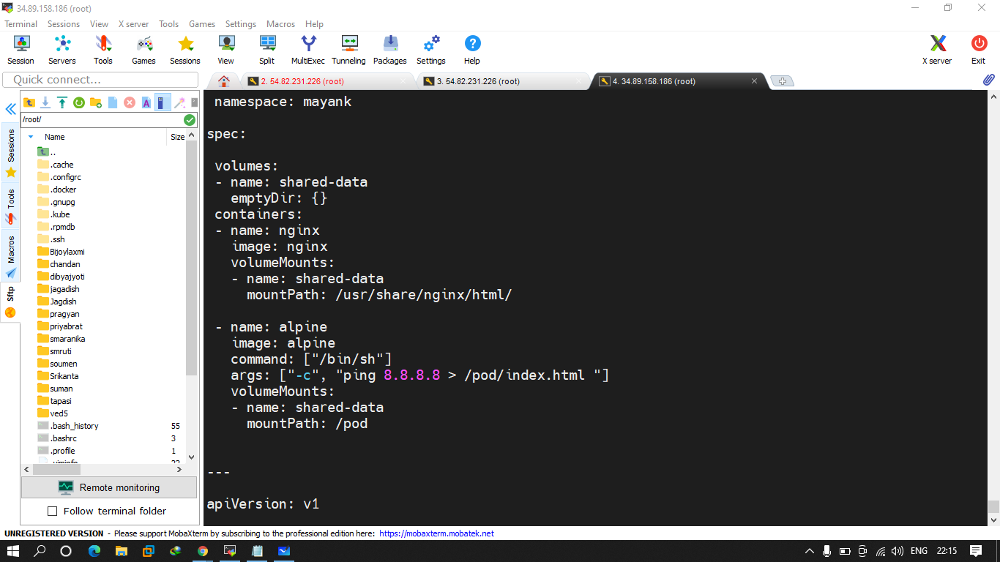 34.89.158.186 (root)
Terminal Sessions View X server Tools Games Settings Macros Help
Session Servers Tools Games Sessions View Split MultiExec Tunneling Packages Settings Help X server Exit
Quick connect...
2. 54.82.231.226 (root)
3. 54.82.231.226 (root)
4. 34.89.158.186 (root)
Sessions
Tools
Macros
Sftp
/root/
Name Size
..
.cache
.configrc
.docker
.gnupg
.kube
.rpmdb
.ssh
Bijoylaxmi
chandan
dibyajyoti
jagadish
Jagdish
pragyan
priyabrat
smaranika
smruti
soumen
Srikanta
suman
tapasi
ved5
.bash_history 55
.bashrc 3
.profile 1
.viminfo 22
Remote monitoring
Follow terminal folder
namespace: mayank
spec:
volumes:
- name: shared-data
emptyDir: {}
containers:
- name: nginx
image: nginx
volumeMounts:
- name: shared-data
mountPath: /usr/share/nginx/html/
- name: alpine
image: alpine
command: ["/bin/sh"]
args: ["-c", "ping 8.8.8.8 > /pod/index.html "]
volumeMounts:
- name: shared-data
mountPath: /pod
---
apiVersion: v1
UNREGISTERED VERSION - Please support MobaXterm by subscribing to the professional edition here: https://mobaxterm.mobatek.net
ENG 22:15